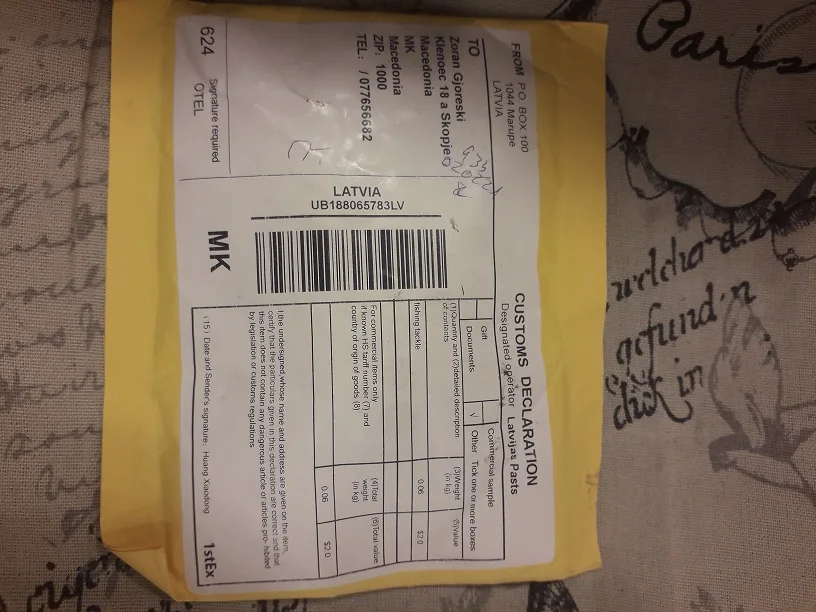 FROM P.O. BOX 100
1044 Marupe
LATVIA
TO
Zoran Gjoreski
Klenoec 18 a Skopje
Macedonia
MK
Macedonia
ZIP: 1000
TEL: / 077656682
624
Signature required
OTEL
LATVIA
UB188065783LV
MK
CUSTOMS DECLARATION
Designated operator Latvijas Pasts
Gift
Commercial sample
Documents
√ Other Tick one or more boxes
(1)Quanity and (2)detailed description
of contents
(3)Weight
(in kg)
(5)Value
fishing tackle
0.06
$2.0
For commercial items only
if known HS tariff number (7) and
country of origin of goods (8)
(4)Total
weight
(in kg)
(6)Total value
0.06
$2.0
I,the undersigned,whose name and address are given on the item,
certify that the particulars given in this declaration are correct and that
this item does not contain any dangerous article or articles prohibited
by legislation or customs regulations
(15) Date and Sender's signature: Huang Xiaodong
1stEx
Paris